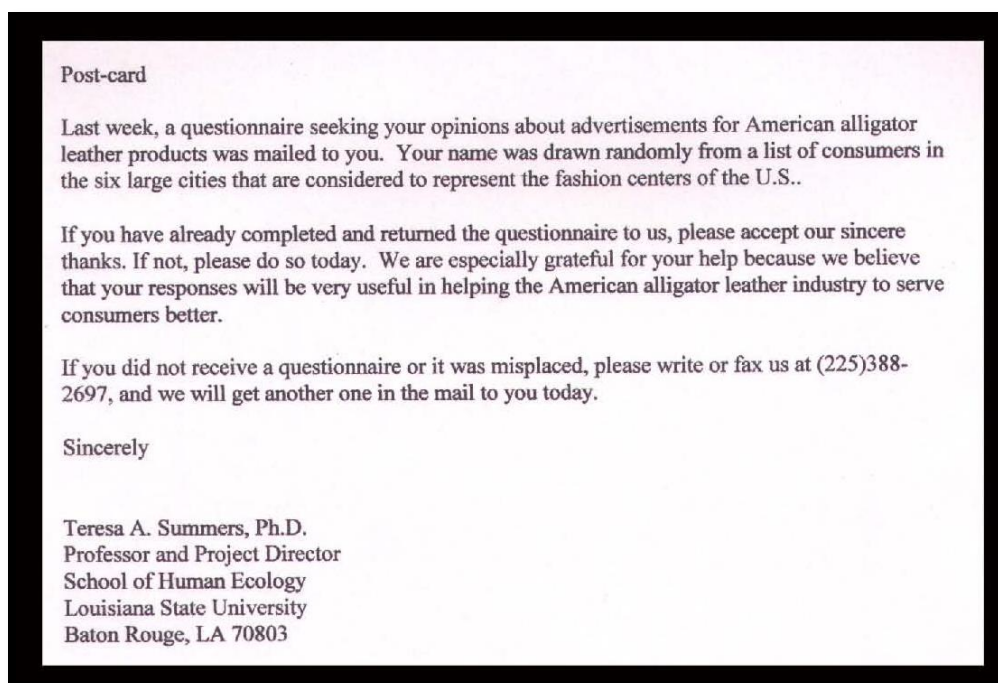 Post-card
Last week, a questionnaire seeking your opinions about advertisements for American alligator
leather products was mailed to you.  Your name was drawn randomly from a list of consumers in
the six large cities that are considered to represent the fashion centers of the U.S..
If you have already completed and returned the questionnaire to us, please accept our sincere
thanks. If not, please do so today.  We are especially grateful for your help because we believe
that your responses will be very useful in helping the American alligator leather industry to serve
consumers better.
If you did not receive a questionnaire or it was misplaced, please write or fax us at (225)388-
2697, and we will get another one in the mail to you today.
Sincerely
Teresa A. Summers, Ph.D.
Professor and Project Director
School of Human Ecology
Louisiana State University
Baton Rouge, LA 70803